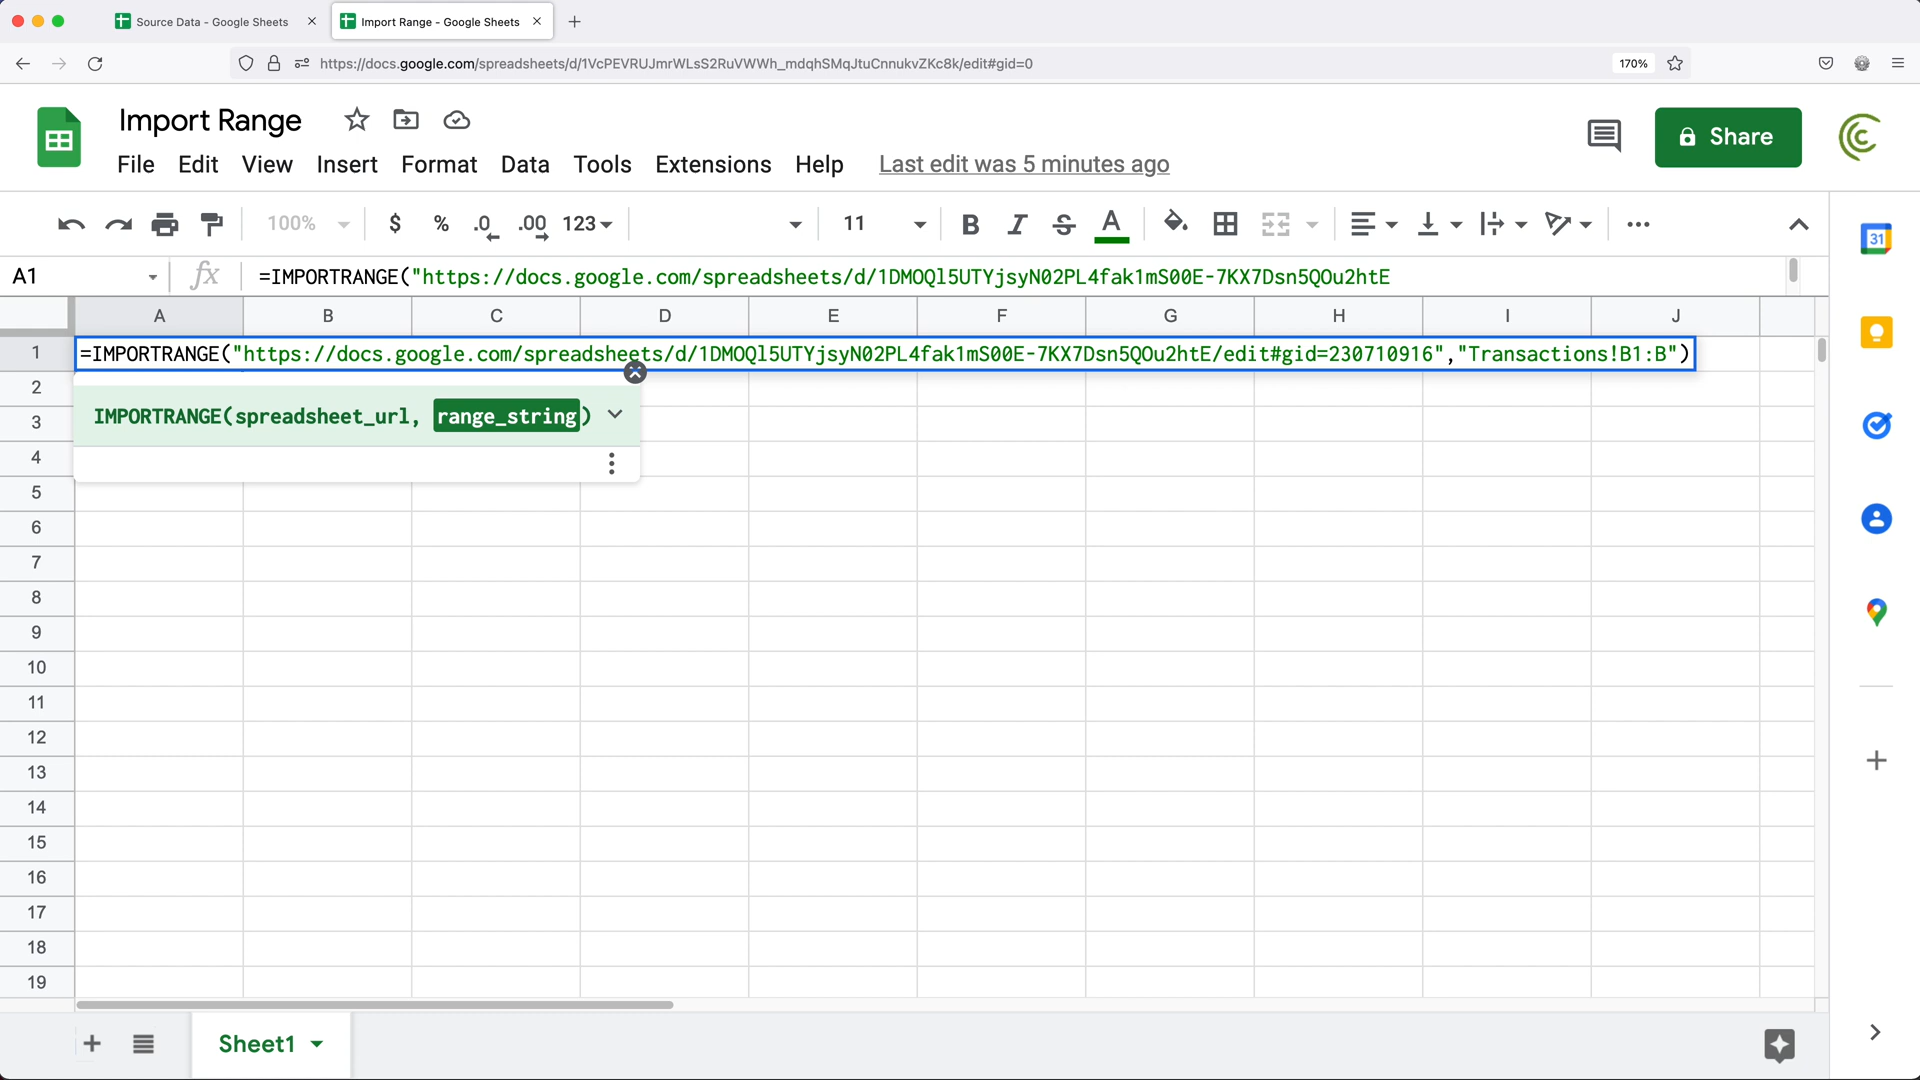 Source Data - Google Sheets
Import Range - Google Sheets
https://docs.google.com/spreadsheets/d/1VcPEVRUJmrWLsS2RuVWWh_mdqhSMqJtuCnnukvZKc8k/edit#gid=0
170%
Import Range
Share
File Edit View Insert Format Data Tools Extensions Help Last edit was 5 minutes ago
100% $ % .0 .00 123 11 B I S A
31
A1 fx =IMPORTRANGE("https://docs.google.com/spreadsheets/d/1DMOQl5UTYjsyN02PL4fak1mS00E-7KX7Dsn5QOu2htE
A B C D E F G H I J
1 =IMPORTRANGE("https://docs.google.com/spreadsheets/d/1DMOQl5UTYjsyN02PL4fak1mS00E-7KX7Dsn5QOu2htE/edit#gid=230710916","Transactions!B1:B")
2
IMPORTRANGE(spreadsheet_url, range_string)
3
4
5
6
7
8
9
10
11
12
13
14
15
16
17
18
19
Sheet1